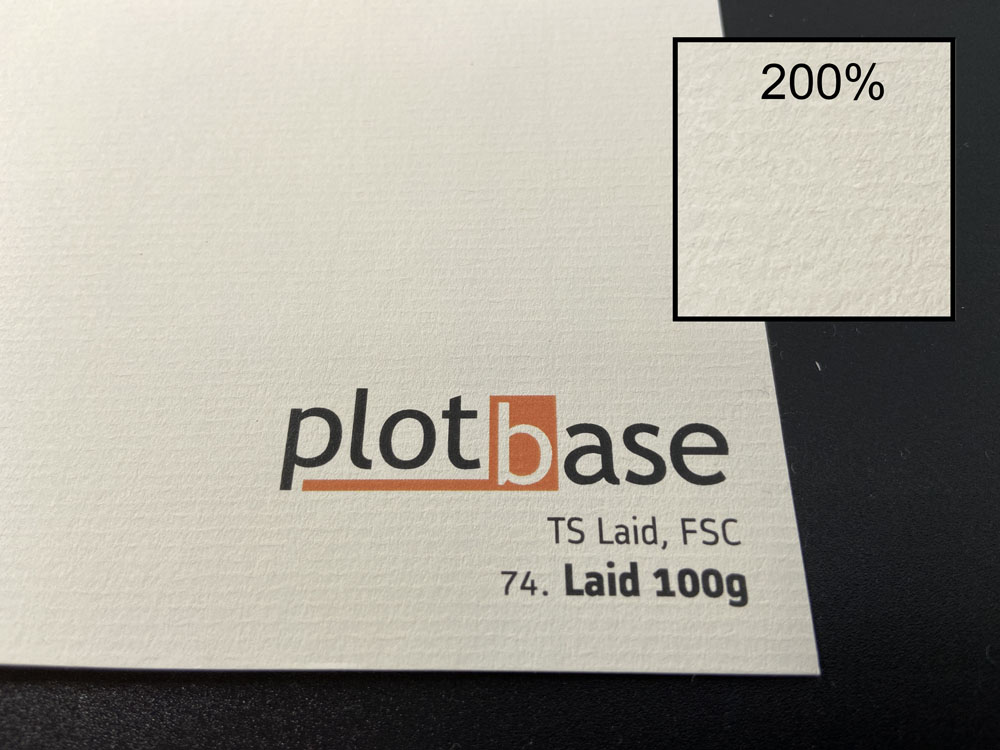 200%
plotbase
TS Laid, FSC
74. Laid 100g